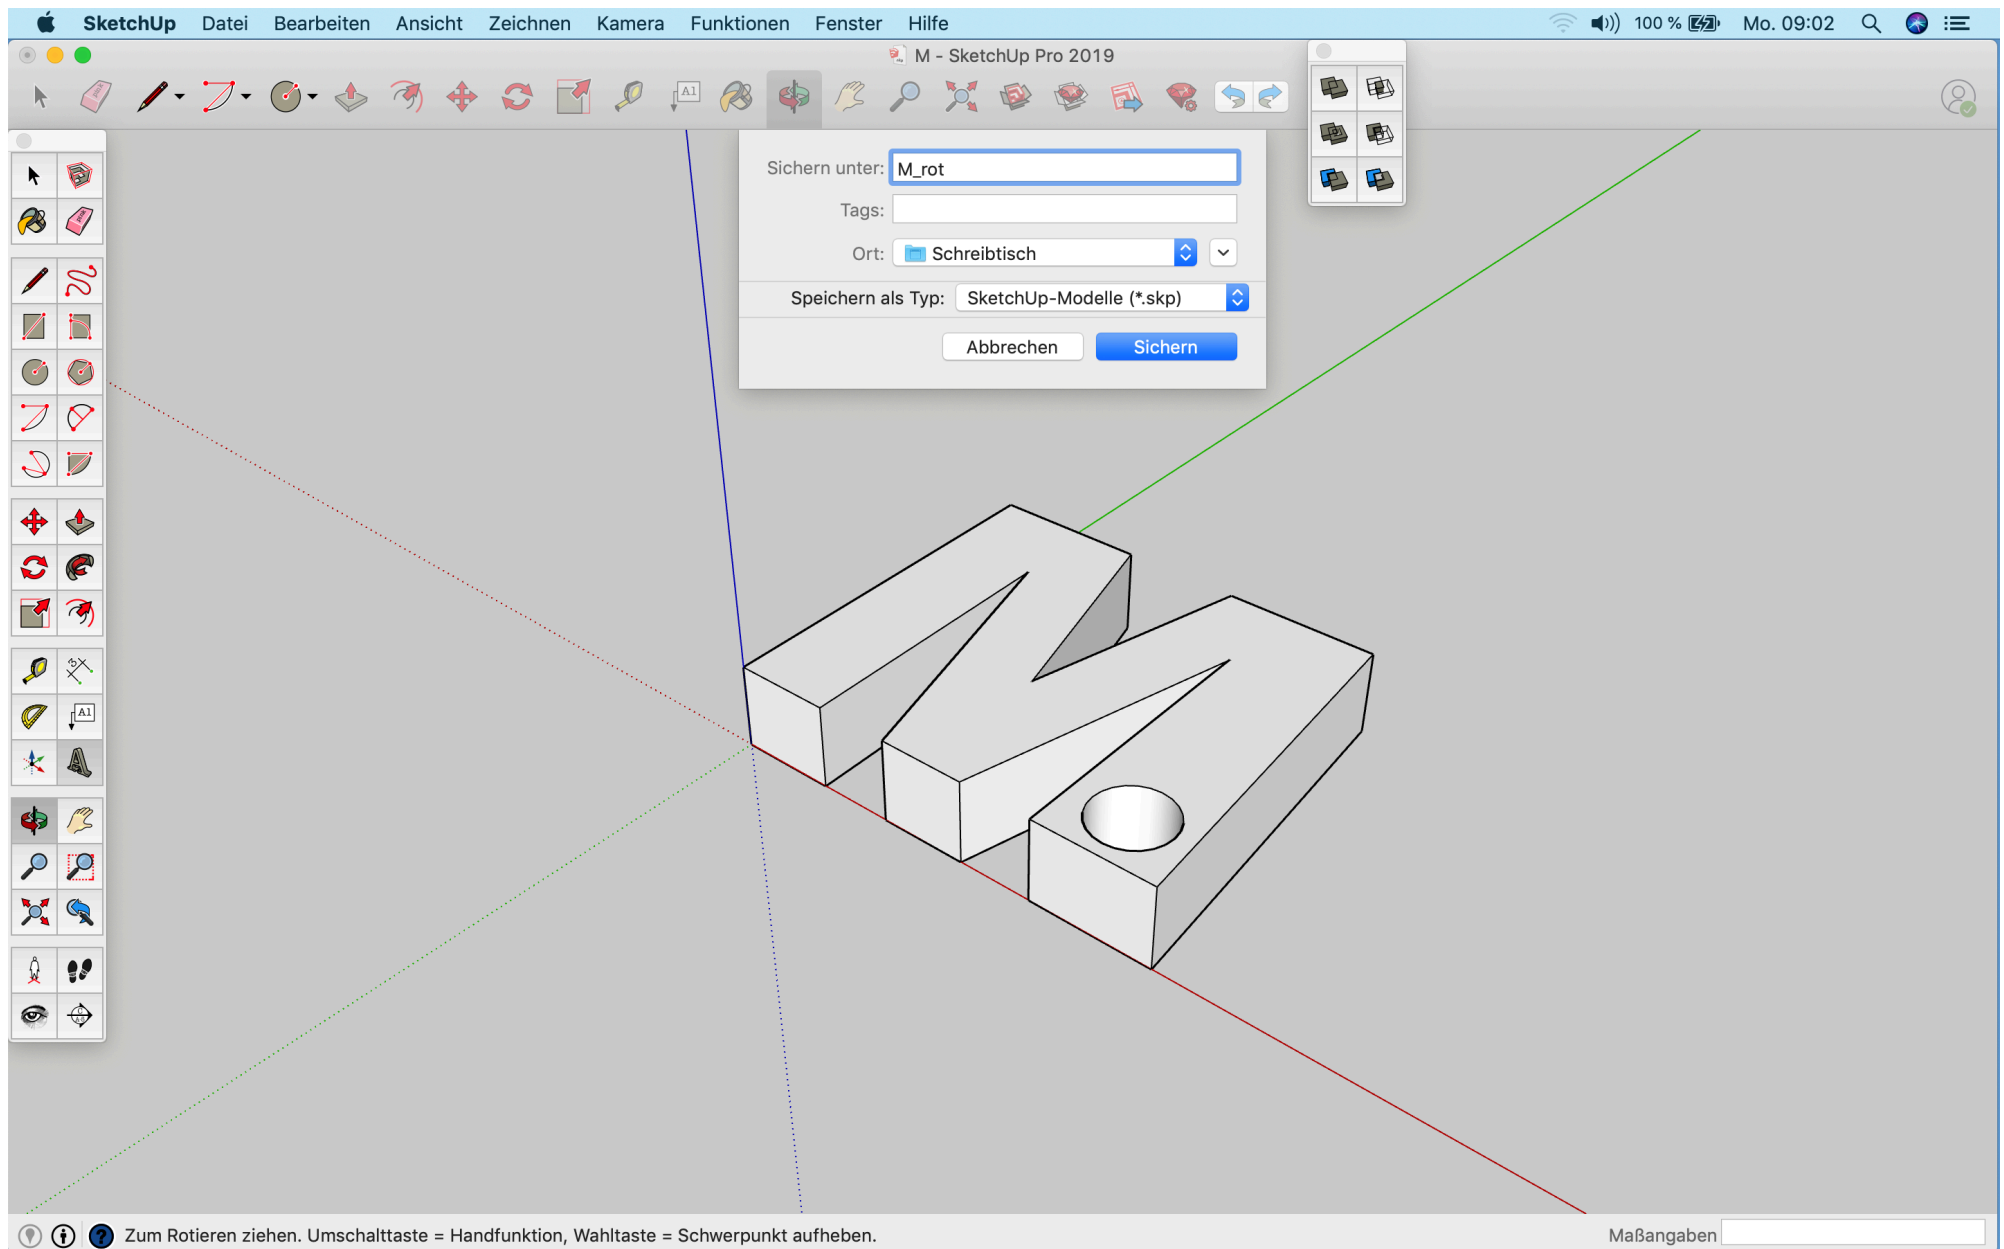 SketchUp Datei Bearbeiten Ansicht Zeichnen Kamera Funktionen Fenster Hilfe 100 % Mo. 09:02
M - SketchUp Pro 2019
A1
Sichern unter: M_rot
Tags:
Ort: Schreibtisch
Speichern als Typ: SketchUp-Modelle (*.skp)
Abbrechen Sichern
A1
Zum Rotieren ziehen. Umschalttaste = Handfunktion, Wahltaste = Schwerpunkt aufheben. Maßangaben